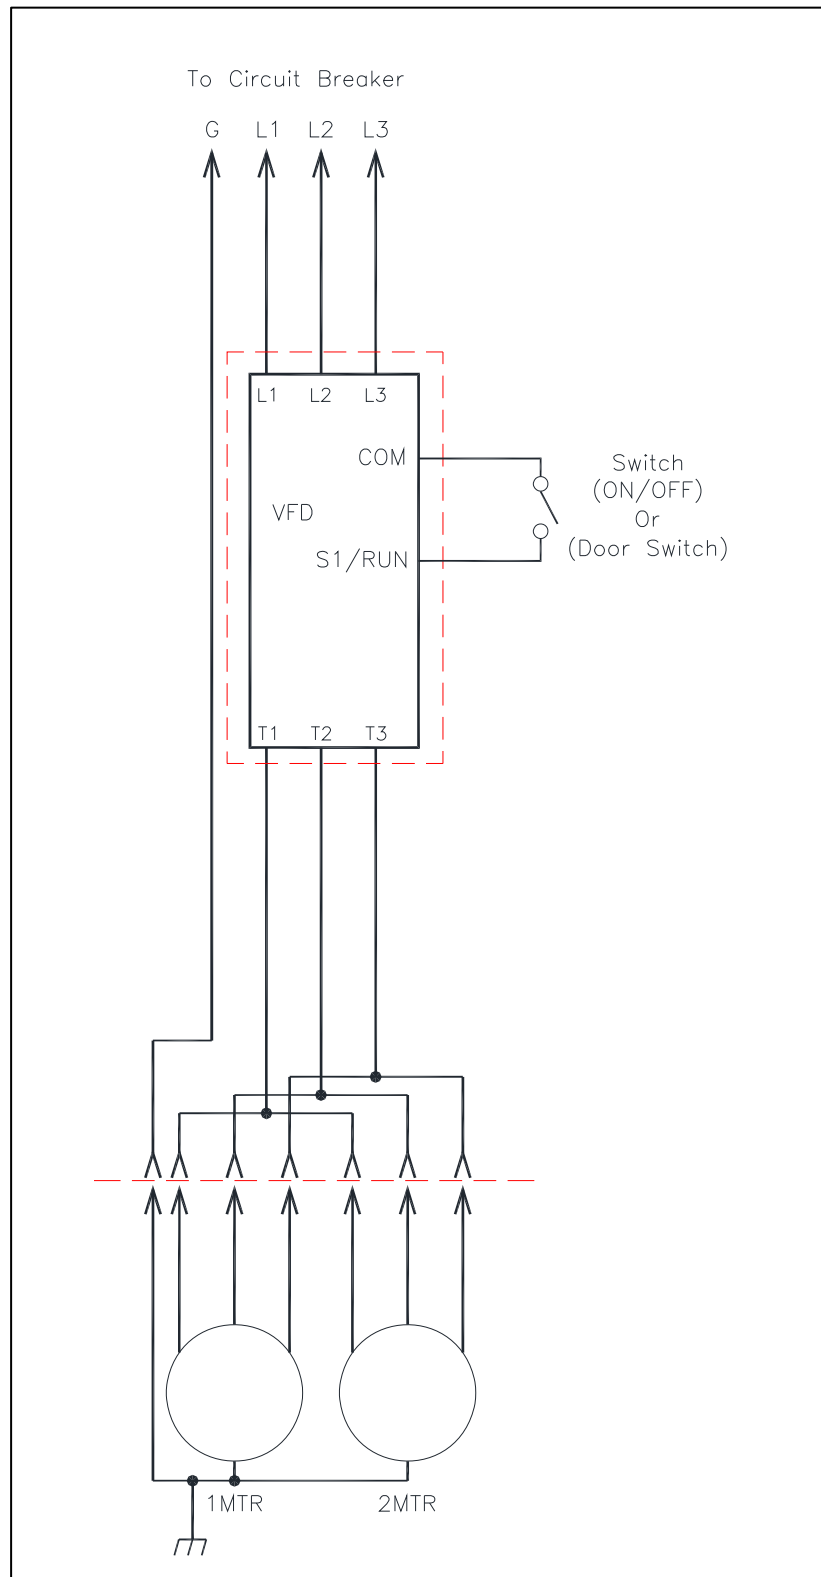 To Circuit Breaker
G L1 L2 L3
L1 L2 L3
COM
VFD
S1/RUN
Switch
(ON/OFF)
Or
(Door Switch)
T1 T2 T3
1MTR 2MTR